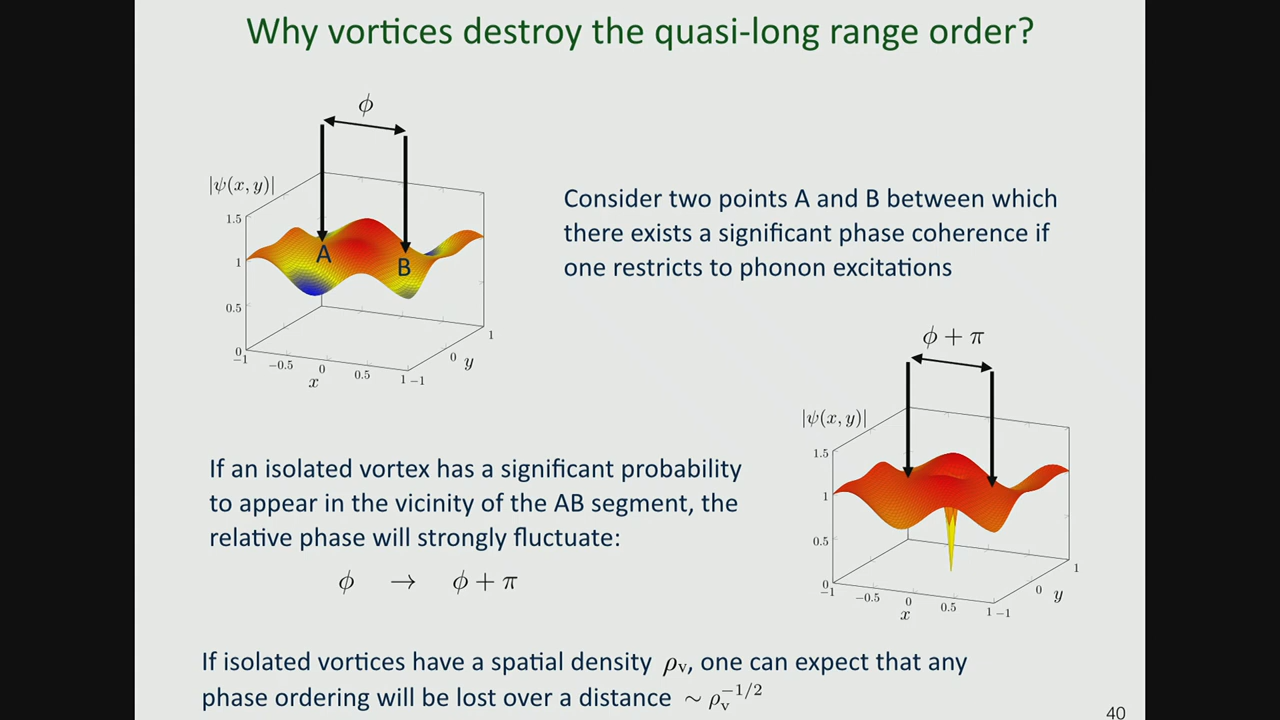 Why vortices destroy the quasi-long range order?
ϕ
|ψ(x, y)|
1.5
1
0.5
0
−1
−0.5
0
0.5
1
−1
0
1
x
y
A
B
Consider two points A and B between which
there exists a significant phase coherence if
one restricts to phonon excitations
ϕ + π
|ψ(x, y)|
1.5
1
0.5
0
−1
−0.5
0
0.5
1
−1
0
1
x
y
If an isolated vortex has a significant probability
to appear in the vicinity of the AB segment, the
relative phase will strongly fluctuate:
ϕ → ϕ + π
If isolated vortices have a spatial density ρ_v, one can expect that any
phase ordering will be lost over a distance ∼ ρ_v^{−1/2}
40